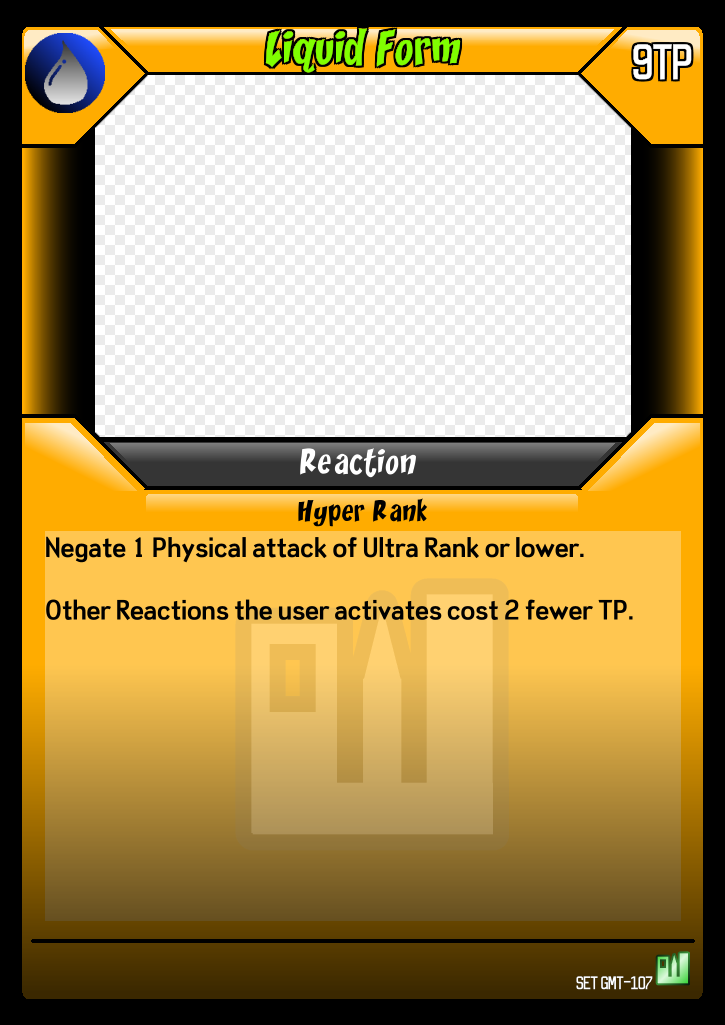 Liquid Form
9TP
Reaction
Hyper Rank
Negate 1 Physical attack of Ultra Rank or lower.
Other Reactions the user activates cost 2 fewer TP.
SET GMT-107